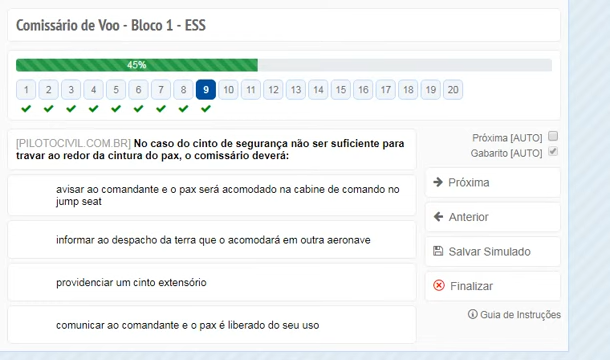 Comissário de Voo - Bloco 1 - ESS
45%
1 2 3 4 5 6 7 8 9 10 11 12 13 14 15 16 17 18 19 20
[PILOTOCIVIL.COM.BR] No caso do cinto de segurança não ser suficiente para
travar ao redor da cintura do pax, o comissário deverá:
avisar ao comandante e o pax será acomodado na cabine de comando no
jump seat
informar ao despacho da terra que o acomodará em outra aeronave
providenciar um cinto extensório
comunicar ao comandante e o pax é liberado do seu uso
Próxima [AUTO]
Gabarito [AUTO]
Próxima
Anterior
Salvar Simulado
Finalizar
Guia de Instruções